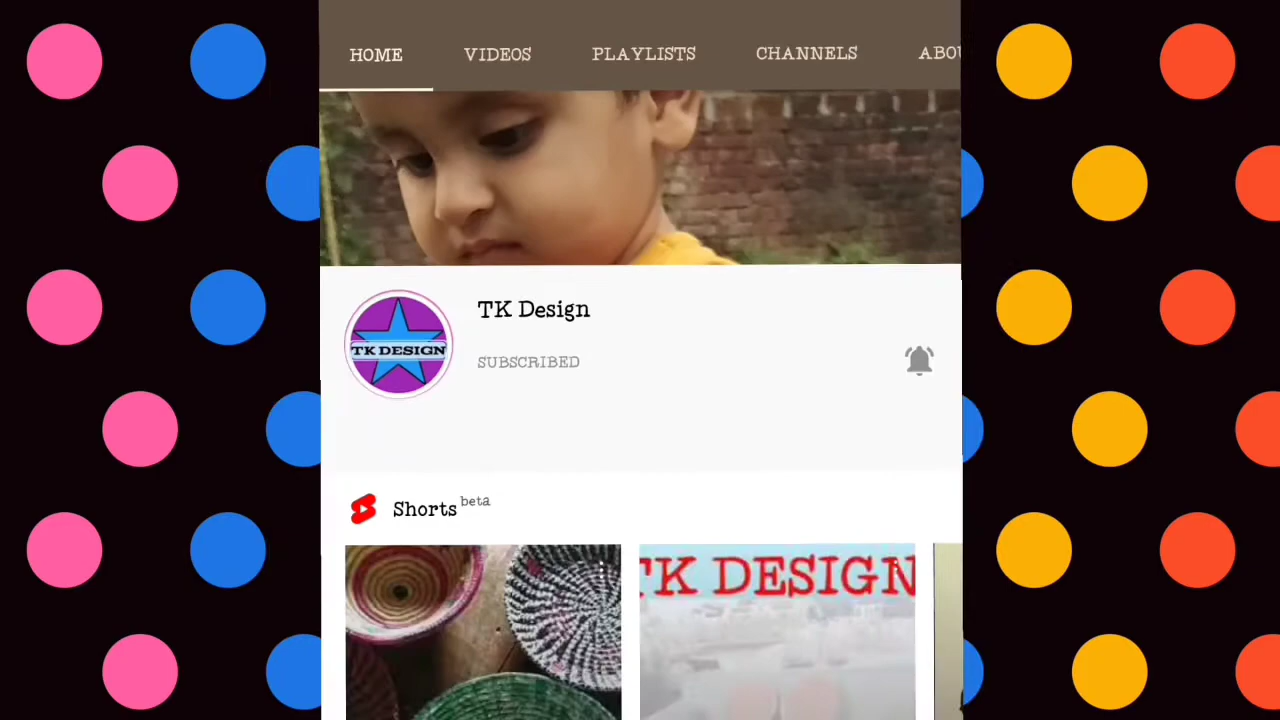 HOME VIDEOS PLAYLISTS CHANNELS ABOU
TK Design
TK DESIGN
SUBSCRIBED
Shorts beta
TK DESIGN